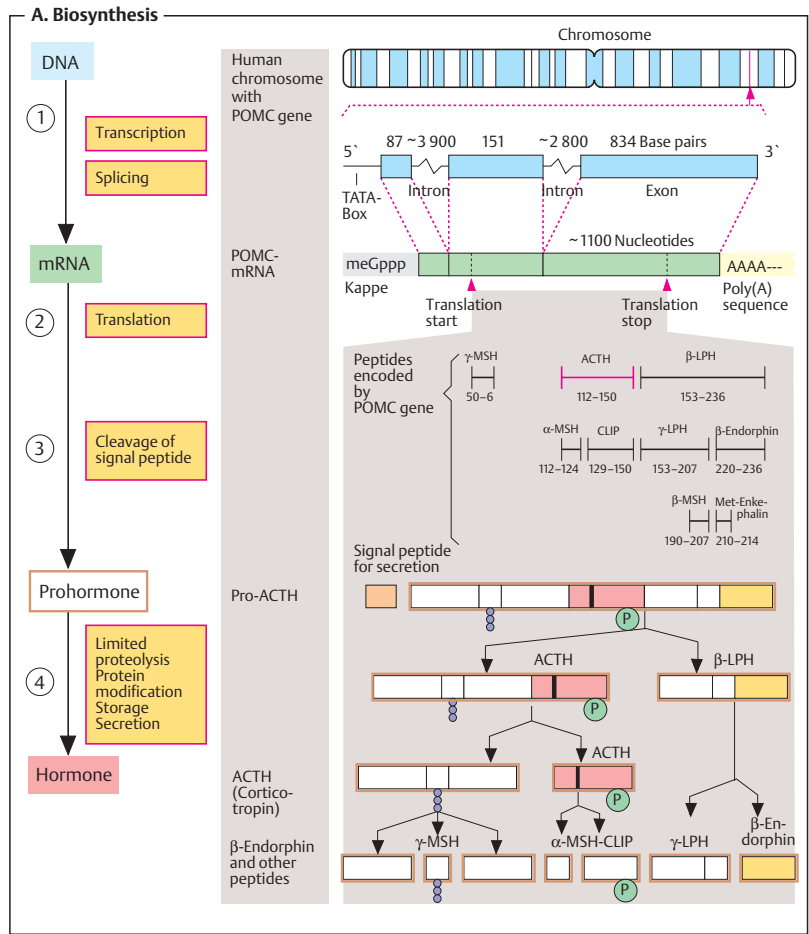 A. Biosynthesis
DNA
1
Transcription
Splicing
mRNA
2
Translation
3
Cleavage of
signal peptide
Prohormone
4
Limited
proteolysis
Protein
modification
Storage
Secretion
Hormone
Human
chromosome
with
POMC gene
POMC-
mRNA
Pro-ACTH
ACTH
(Cortico-
tropin)
β-Endorphin
and other
peptides
Chromosome
5` 87 ~3 900 151 ~2 800 834 Base pairs 3`
TATA-
Box
Intron Intron Exon
~1100 Nucleotides
meGppp AAAA---
Kappe
Translation
start
Translation
stop
Poly(A)
sequence
Peptides
encoded
by
POMC gene
γ-MSH ACTH β-LPH
50–6 112–150 153–236
α-MSH CLIP γ-LPH β-Endorphin
112–124 129–150 153–207 220–236
β-MSH Met-Enke-
phalin
190–207 210–214
Signal peptide
for secretion
P
ACTH β-LPH
P
ACTH
P
γ-MSH α-MSH-CLIP γ-LPH β-En-
dorphin
P